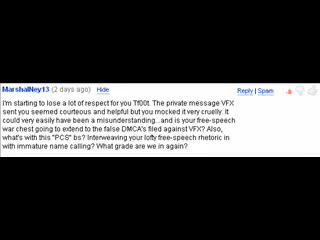 MarshalNey13 (2 days ago) Hide Reply | Spam
I'm starting to lose a lot of respect for you Tf00t. The private message VFX
sent you seemed courteous and helpful but you mocked it very cruelly. It
could very easily have been a misunderstanding...and is your free-speech
war chest going to extend to the false DMCA's filed against VFX? Also,
what's with this "PCS" bs? Interweaving your lofty free-speech rhetoric in
with immature name calling? What grade are we in again?